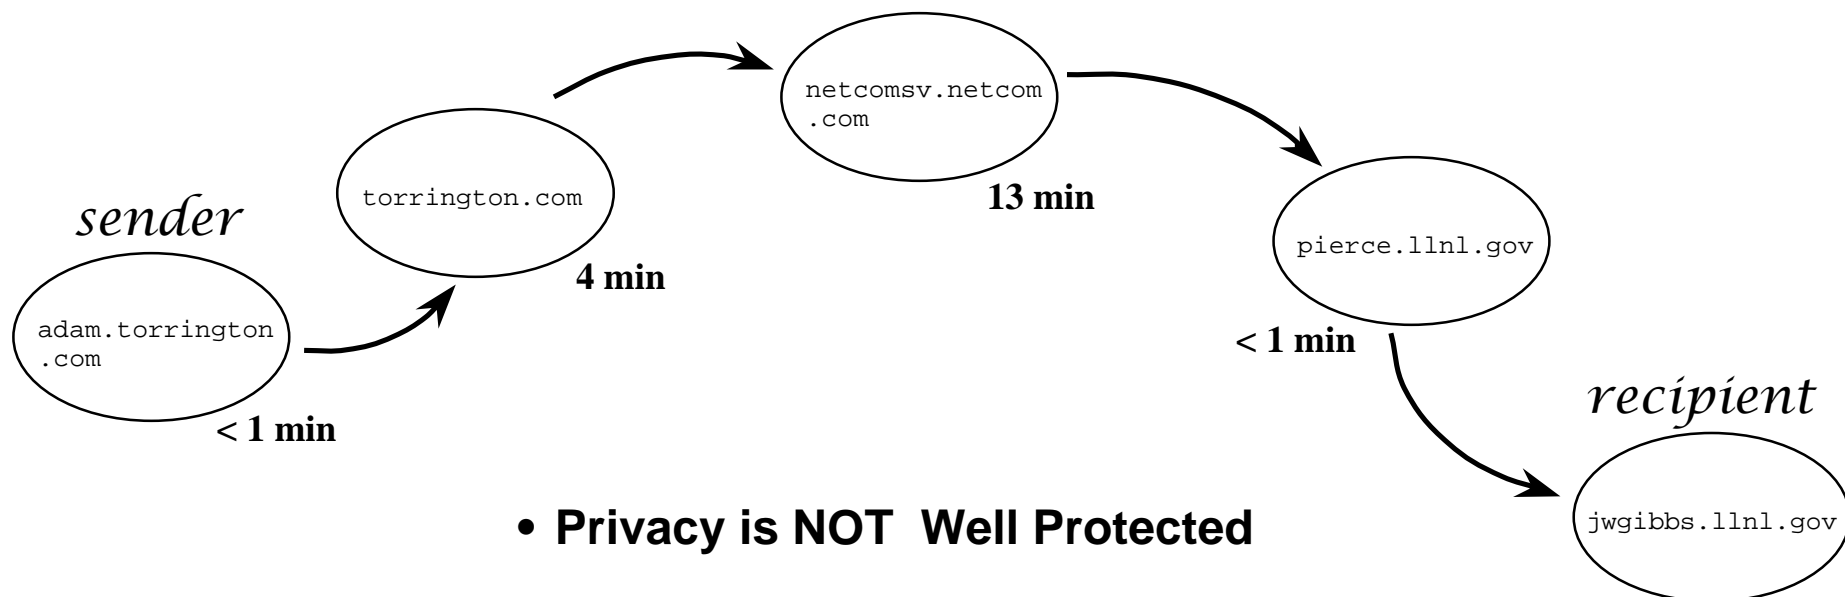 sender
adam.torrington
.com
< 1 min
torrington.com
4 min
netcomsv.netcom
.com
13 min
pierce.llnl.gov
< 1 min
recipient
jwgibbs.llnl.gov
• Privacy is NOT  Well Protected